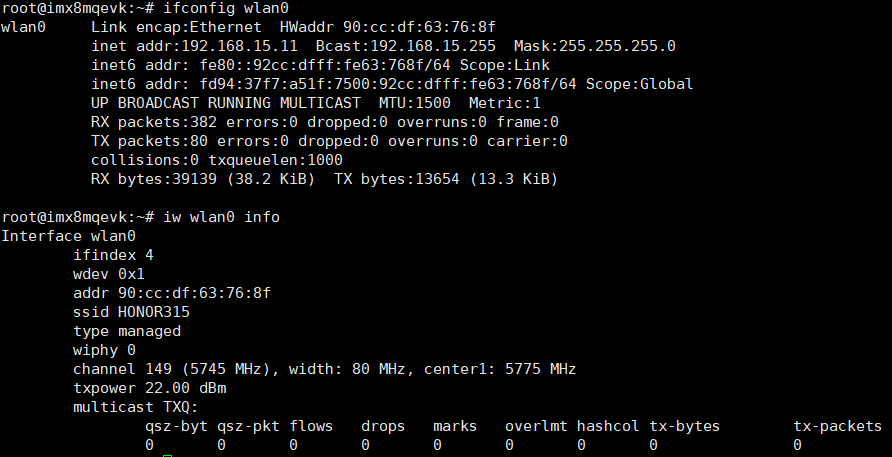 root@imx8mqevk:~# ifconfig wlan0
wlan0     Link encap:Ethernet  HWaddr 90:cc:df:63:76:8f
          inet addr:192.168.15.11  Bcast:192.168.15.255  Mask:255.255.255.0
          inet6 addr: fe80::92cc:dfff:fe63:768f/64 Scope:Link
          inet6 addr: fd94:37f7:a51f:7500:92cc:dfff:fe63:768f/64 Scope:Global
          UP BROADCAST RUNNING MULTICAST  MTU:1500  Metric:1
          RX packets:382 errors:0 dropped:0 overruns:0 frame:0
          TX packets:80 errors:0 dropped:0 overruns:0 carrier:0
          collisions:0 txqueuelen:1000
          RX bytes:39139 (38.2 KiB)  TX bytes:13654 (13.3 KiB)

root@imx8mqevk:~# iw wlan0 info
Interface wlan0
        ifindex 4
        wdev 0x1
        addr 90:cc:df:63:76:8f
        ssid HONOR315
        type managed
        wiphy 0
        channel 149 (5745 MHz), width: 80 MHz, center1: 5775 MHz
        txpower 22.00 dBm
        multicast TXQ:
                qsz-byt qsz-pkt flows   drops   marks   overlmt hashcol tx-bytes        tx-packets
                0       0       0       0       0       0       0       0               0